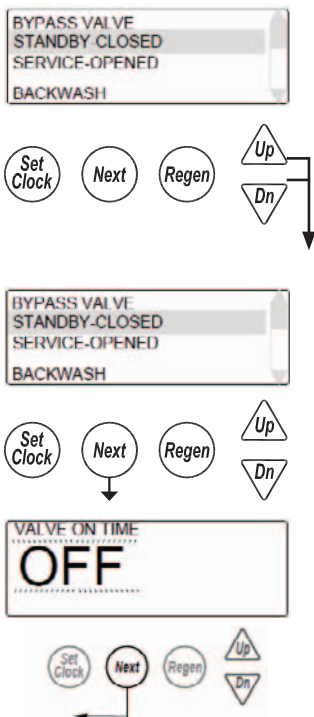 BYPASS VALVE
STANDBY-CLOSED
SERVICE-OPENED
BACKWASH
Set Clock Next Regen Up
Dn
BYPASS VALVE
STANDBY-CLOSED
SERVICE-OPENED
BACKWASH
Set Clock Next Regen Up
Dn
VALVE ON TIME
OFF
Set Clock Next Regen Up
Dn